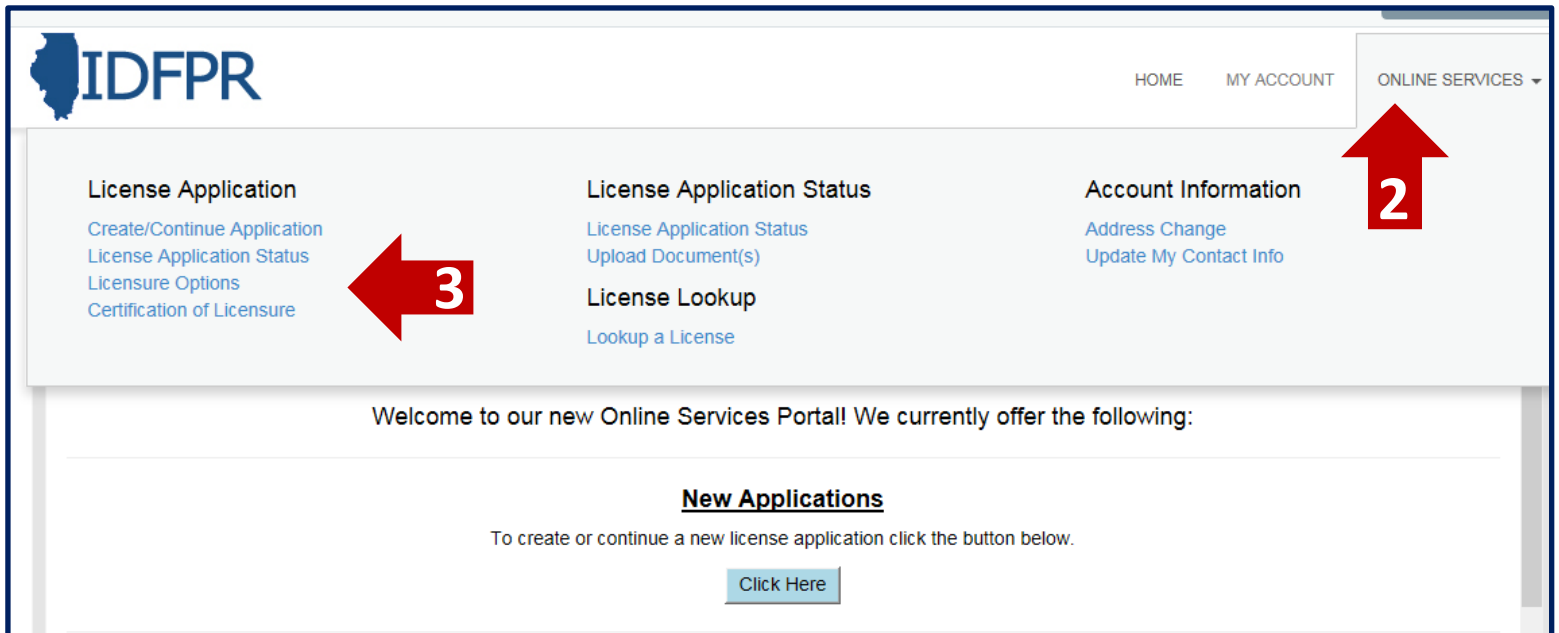 IDFPR
HOME MY ACCOUNT ONLINE SERVICES
2
License Application
Create/Continue Application
License Application Status
Licensure Options
Certification of Licensure
3
License Application Status
License Application Status
Upload Document(s)
License Lookup
Lookup a License
Account Information
Address Change
Update My Contact Info
Welcome to our new Online Services Portal! We currently offer the following:
New Applications
To create or continue a new license application click the button below.
Click Here